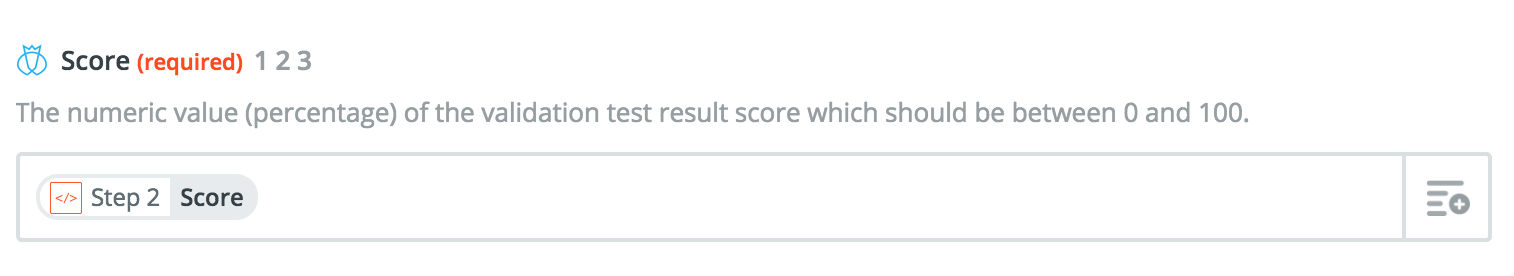 Score (required) 1 2 3
The numeric value (percentage) of the validation test result score which should be between 0 and 100.
</> Step 2 Score